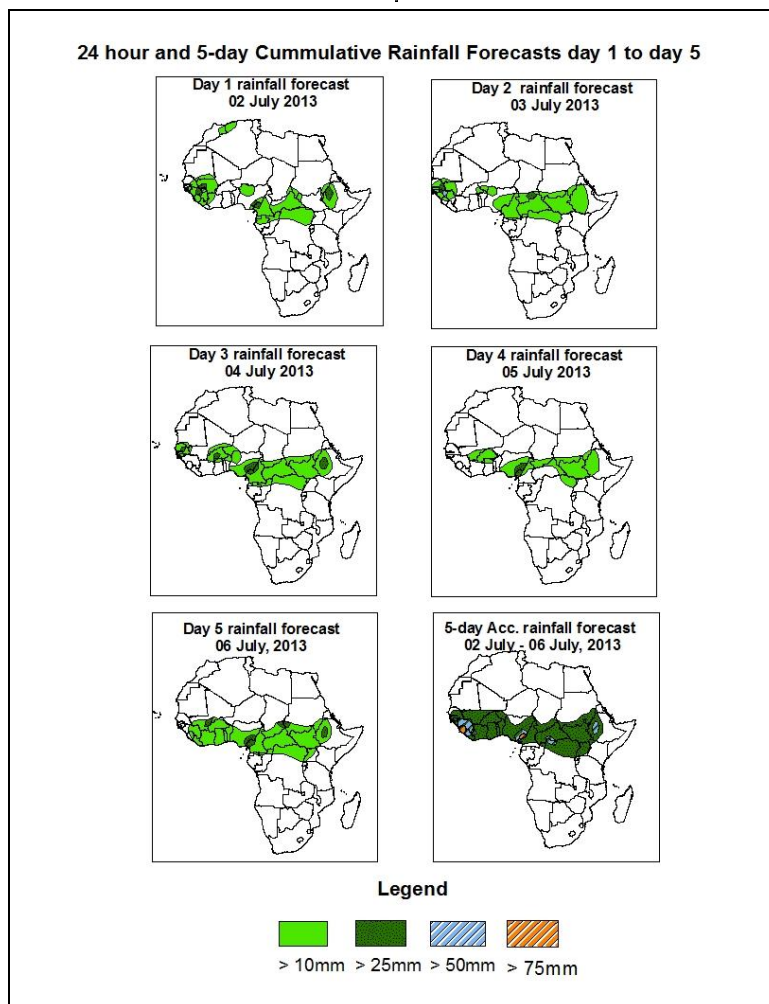 24 hour and 5-day Cummulative Rainfall Forecasts day 1 to day 5
Day 1 rainfall forecast
02 July 2013
Day 2 rainfall forecast
03 July 2013
Day 3 rainfall forecast
04 July 2013
Day 4 rainfall forecast
05 July 2013
Day 5 rainfall forecast
06 July, 2013
5-day Acc. rainfall forecast
02 July - 06 July, 2013
Legend
> 10mm > 25mm > 50mm > 75mm